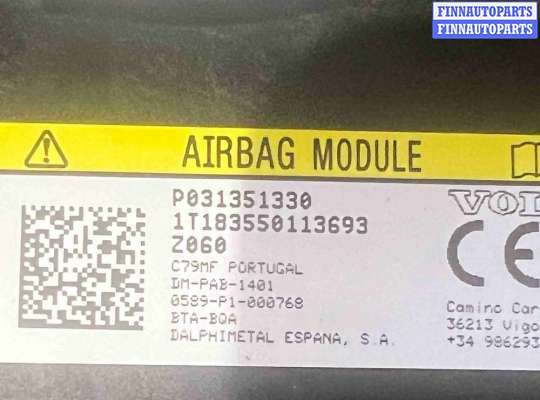 FINNAUTOPARTS
FINNAUTOPARTS
AIRBAG MODULE
P031351330
1T183550113693
Z060
C79MF PORTUGAL
DM-PAB-1401
0589-P1-000768
BTA-BQA
DALPHIMETAL ESPANA, S.A.
VOL
CE
Camino Car
36213 Vigo
+34 986293